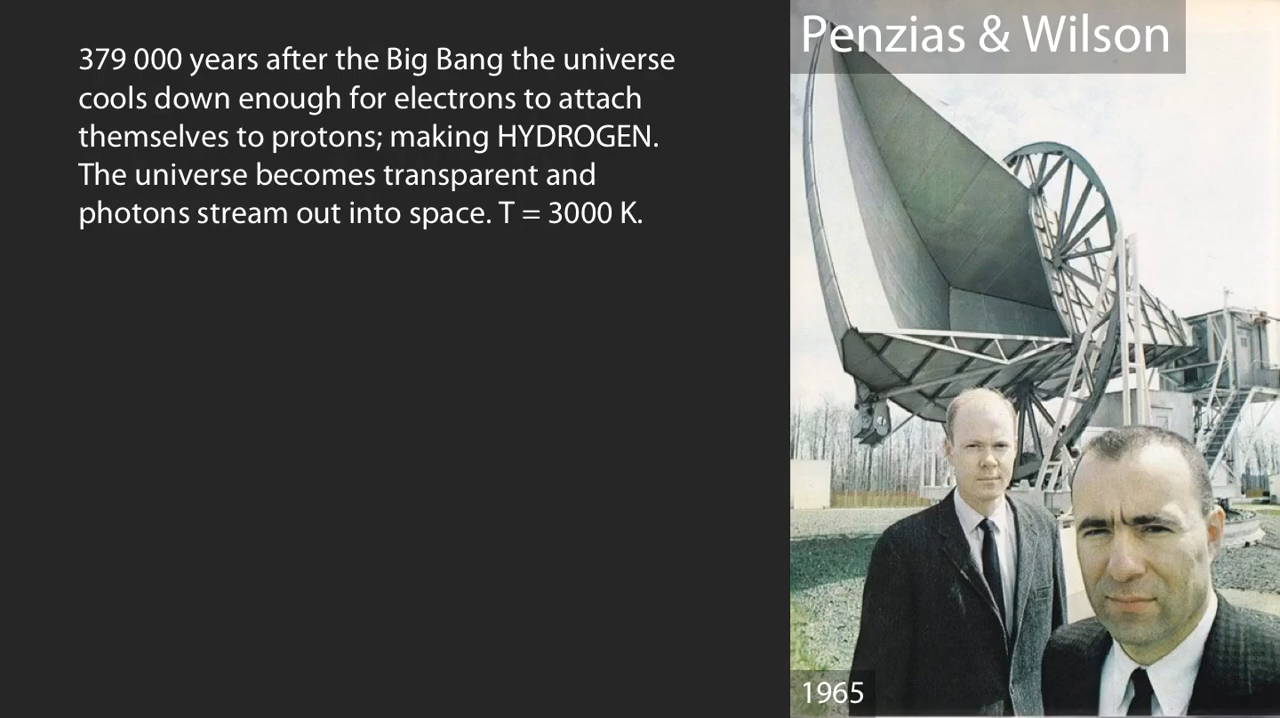 379 000 years after the Big Bang the universe
cools down enough for electrons to attach
themselves to protons; making HYDROGEN.
The universe becomes transparent and
photons stream out into space. T = 3000 K.
Penzias & Wilson
1965